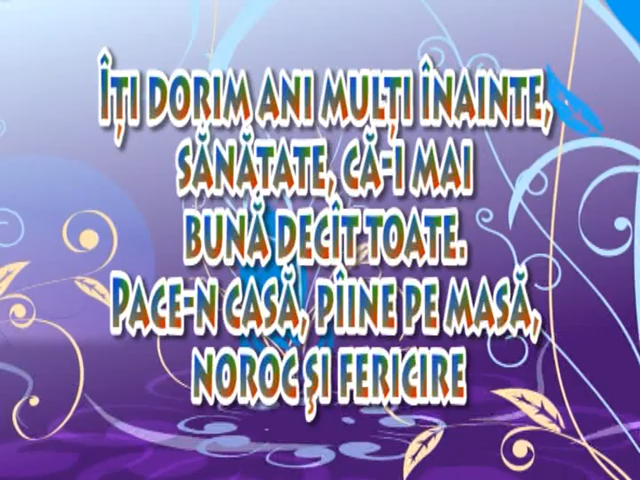 ÎȚI DORIM ANI MULȚI ÎNAINTE,
SĂNĂTATE, CĂ-I MAI
BUNĂ DECÎT TOATE.
PACE-N CASĂ, PÎINE PE MASĂ,
NOROC ȘI FERICIRE